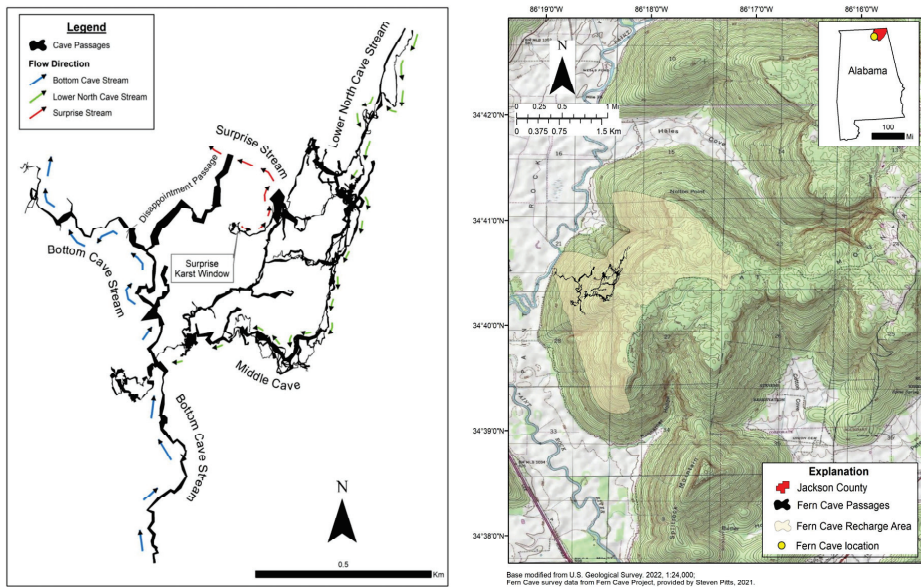 Legend
Cave Passages
Flow Direction
Bottom Cave Stream
Lower North Cave Stream
Surprise Stream
Lower North Cave Stream
Surprise Stream
Disappointment Passage
Surprise
Karst Window
Bottom Cave Stream
Middle Cave
Bottom Cave Stream
N
0.5
Km
86°19'0"W 86°18'0"W 86°17'0"W 86°16'0"W
N
0 0.25 0.5 1 Mi
0 0.375 0.75 1.5 Km
Alabama
100
Mi
34°42'0"N
34°41'0"N
34°40'0"N
34°39'0"N
34°38'0"N
Hales Cove
Nather Point
Explanation
Jackson County
Fern Cave Passages
Fern Cave Recharge Area
Fern Cave location
Base modified from U.S. Geological Survey. 2022, 1:24,000;
Fern Cave survey data from Fern Cave Project, provided by Steven Pitts, 2021.